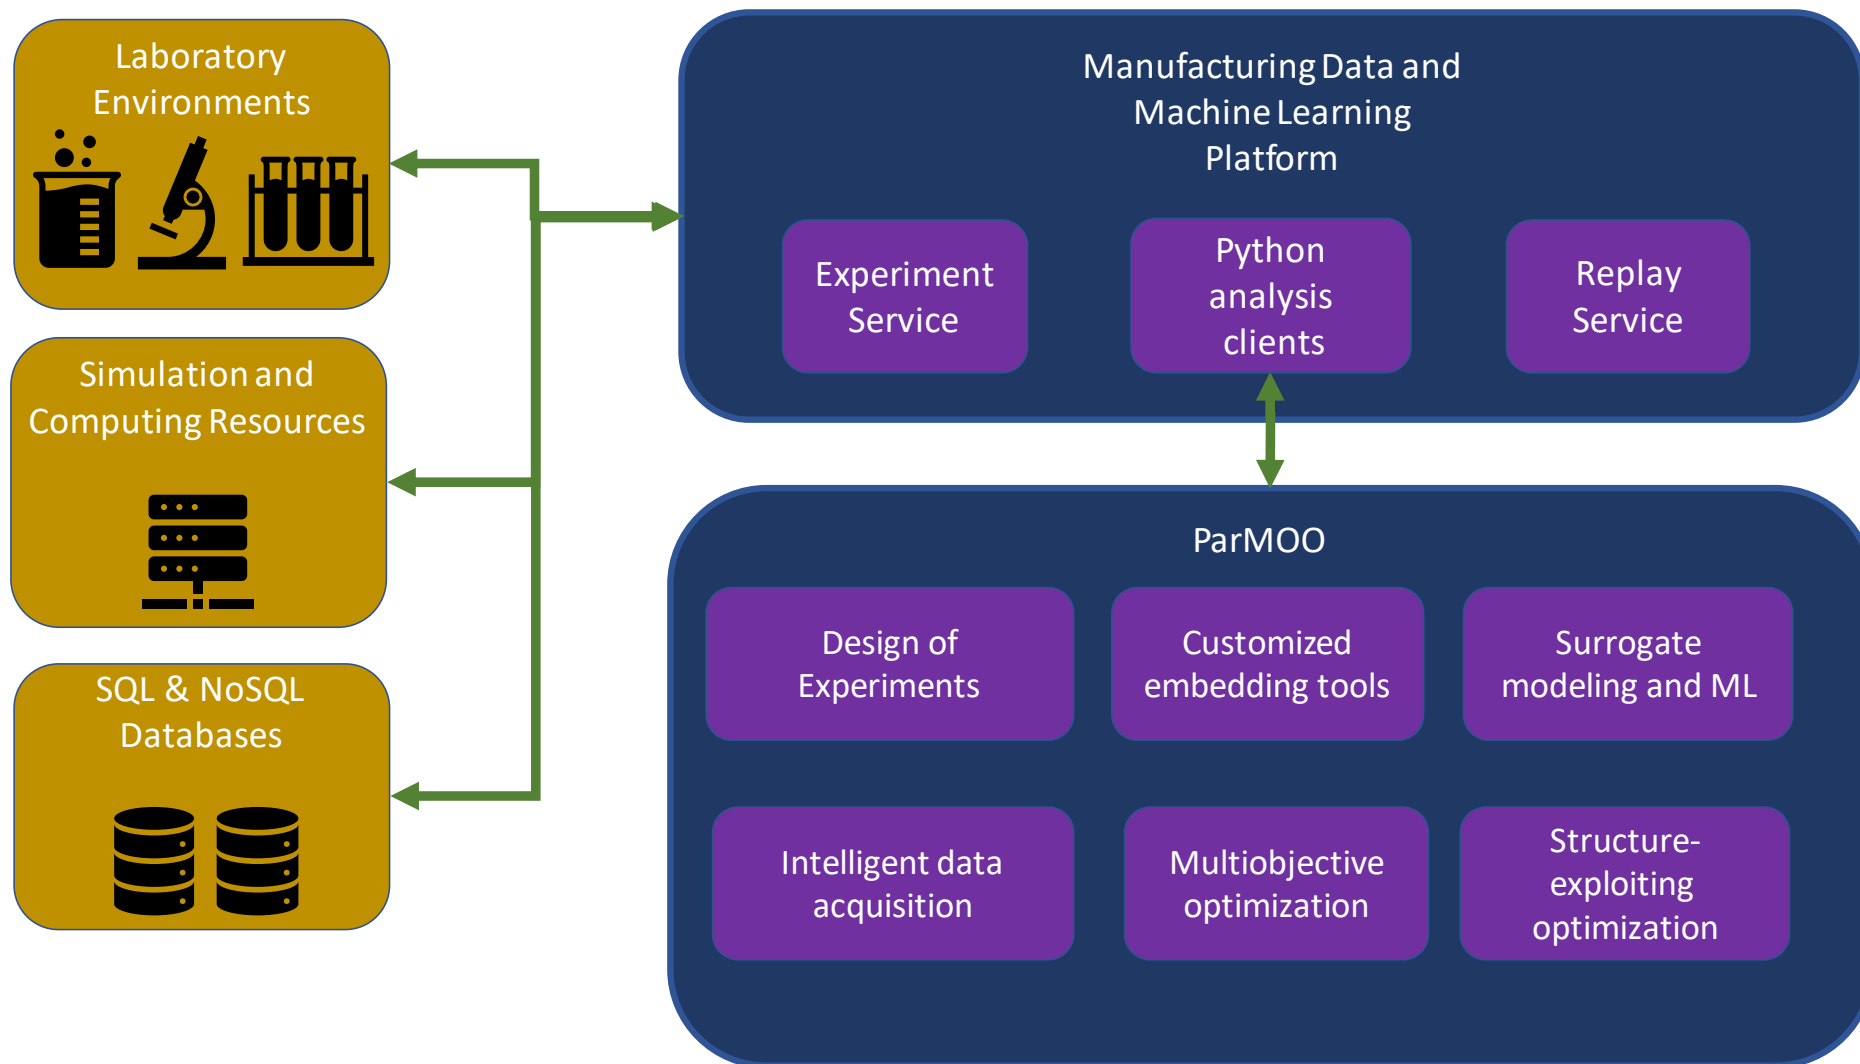 Laboratory
Environments
Simulation and
Computing Resources
SQL & NoSQL
Databases
Manufacturing Data and
Machine Learning
Platform
Experiment
Service
Python
analysis
clients
Replay
Service
ParMOO
Design of
Experiments
Customized
embedding tools
Surrogate
modeling and ML
Intelligent data
acquisition
Multiobjective
optimization
Structure-
exploiting
optimization